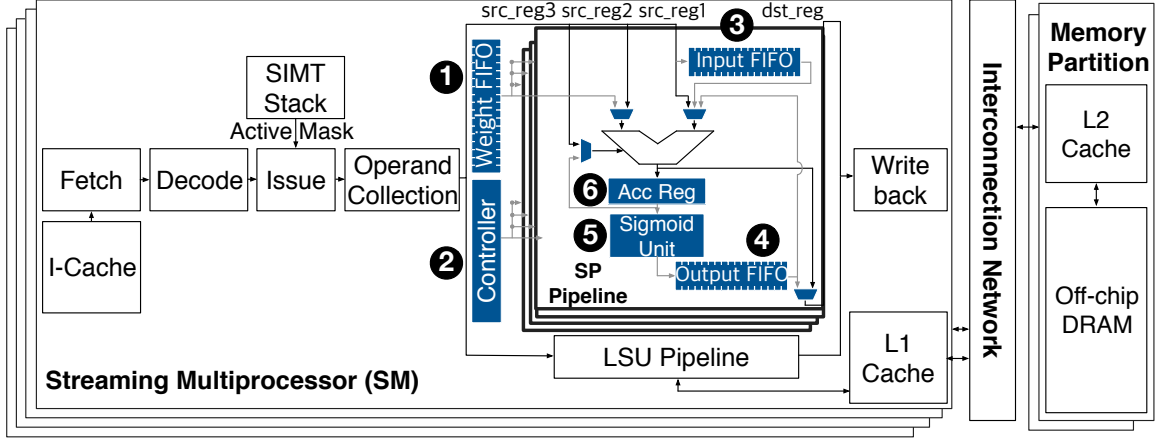 src_reg3 src_reg2 src_reg1 dst_reg
3
Input FIFO
1
Weight FIFO
SIMT
Stack
Active Mask
Fetch
Decode
Issue
Operand
Collection
I-Cache
2
Controller
6
Acc Reg
5
Sigmoid
Unit
4
Output FIFO
SP
Pipeline
Write
back
LSU Pipeline
L1
Cache
Streaming Multiprocessor (SM)
Interconnection Network
Memory
Partition
L2
Cache
Off-chip
DRAM